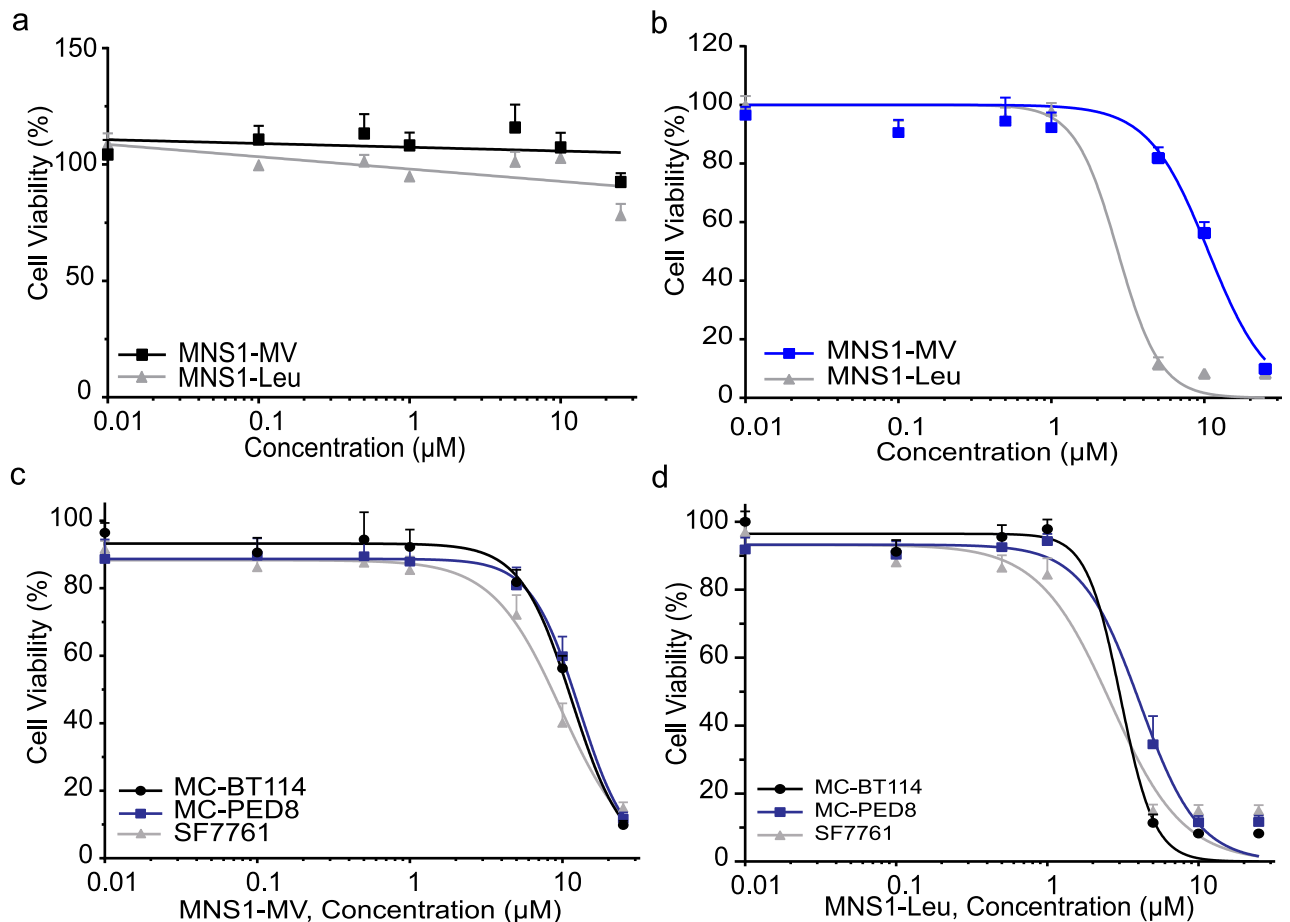 a
150
100
50
0
Cell Viability (%)
MNS1-MV
MNS1-Leu
0.01 0.1 1 10
Concentration (µM)
b
120
100
80
60
40
20
0
Cell Viability(%)
MNS1-MV
MNS1-Leu
0.01 0.1 1 10
Concentration (µM)
c
100
80
60
40
20
0
Cell Viability (%)
MC-BT114
MC-PED8
SF7761
0.01 0.1 1 10
MNS1-MV, Concentration (µM)
d
100
80
60
40
20
0
Cell Viability (%)
MC-BT114
MC-PED8
SF7761
0.01 0.1 1 10
MNS1-Leu, Concentration (µM)